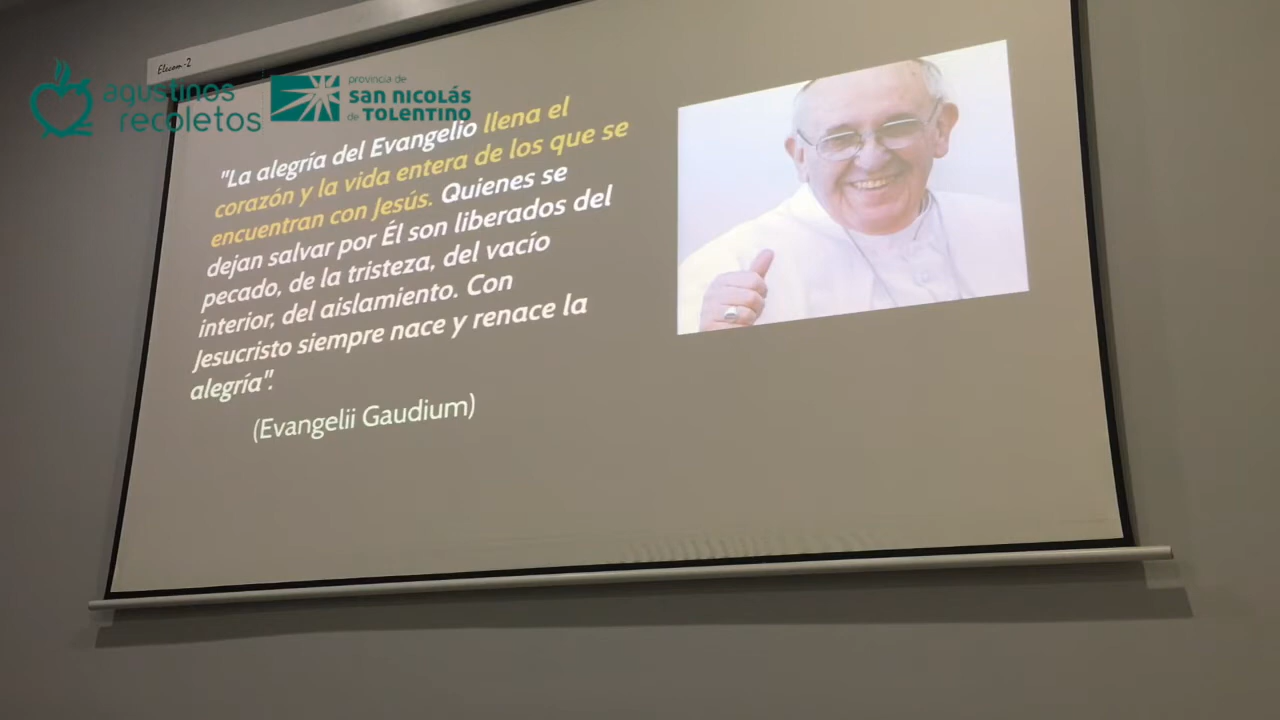 Elecom-2
agustinos
recoletos
provincia de
SAN NICOLÁS
de TOLENTINO
"La alegría del Evangelio llena el
corazón y la vida entera de los que se
encuentran con Jesús. Quienes se
dejan salvar por Él son liberados del
pecado, de la tristeza, del vacío
interior, del aislamiento. Con
Jesucristo siempre nace y renace la
alegría".
(Evangelii Gaudium)